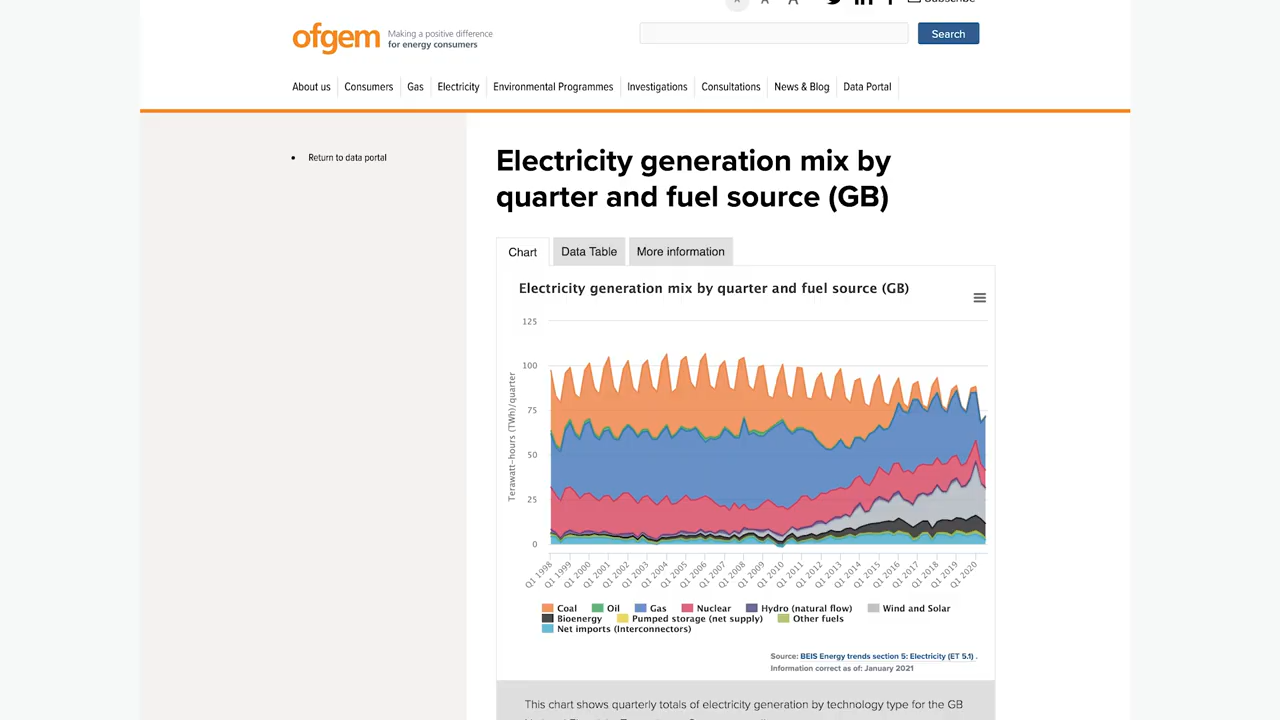 A A Subscribe
ofgem Making a positive difference
for energy consumers
Search
About us Consumers Gas Electricity Environmental Programmes Investigations Consultations News & Blog Data Portal
Return to data portal
Electricity generation mix by
quarter and fuel source (GB)
Chart Data Table More information
Electricity generation mix by quarter and fuel source (GB)
125
100
75
50
25
0
Terawatt-hours (TWh)/quarter
Q1 1998 Q1 1999 Q1 2000 Q1 2001 Q1 2002 Q1 2003 Q1 2004 Q1 2005 Q1 2006 Q1 2007 Q1 2008 Q1 2009 Q1 2010 Q1 2011 Q1 2012 Q1 2013 Q1 2014 Q1 2015 Q1 2016 Q1 2017 Q1 2018 Q1 2019 Q1 2020
Coal Oil Gas Nuclear Hydro (natural flow) Wind and Solar
Bioenergy Pumped storage (net supply) Other fuels
Net imports (Interconnectors)
Source: BEIS Energy trends section 5: Electricity (ET 5.1) .
Information correct as of: January 2021
This chart shows quarterly totals of electricity generation by technology type for the GB